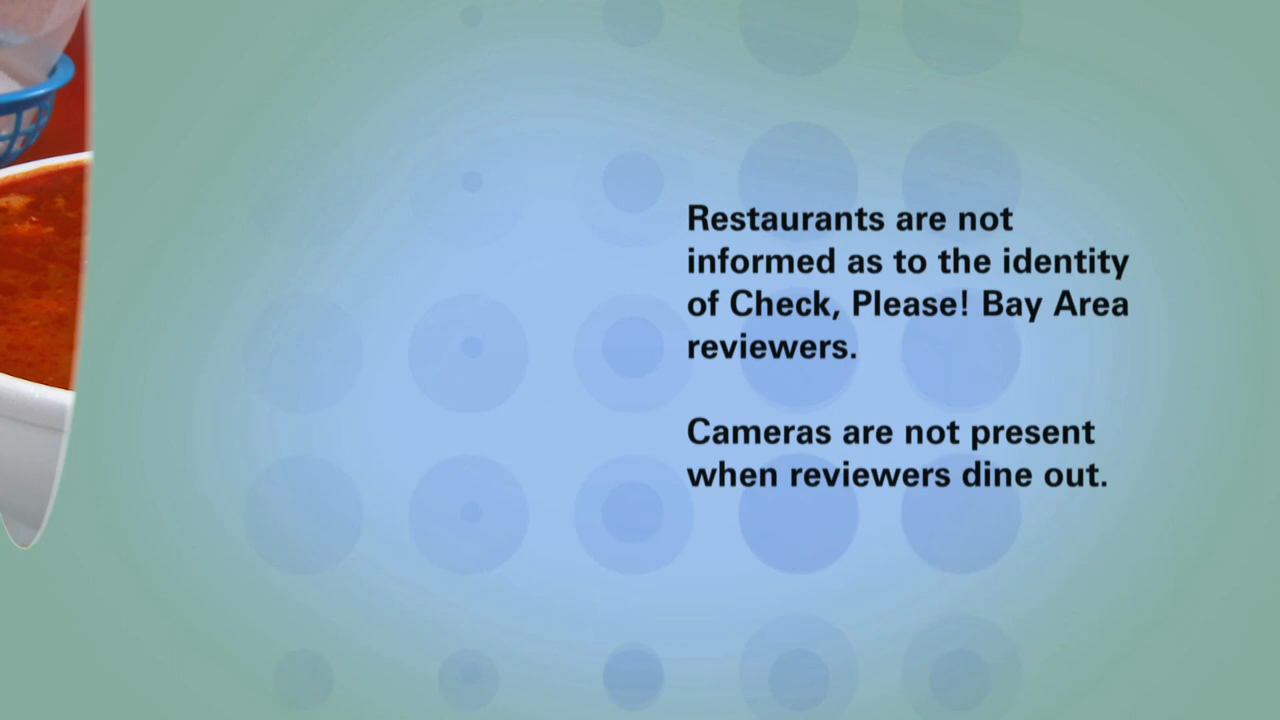 Restaurants are not
informed as to the identity
of Check, Please! Bay Area
reviewers.
Cameras are not present
when reviewers dine out.